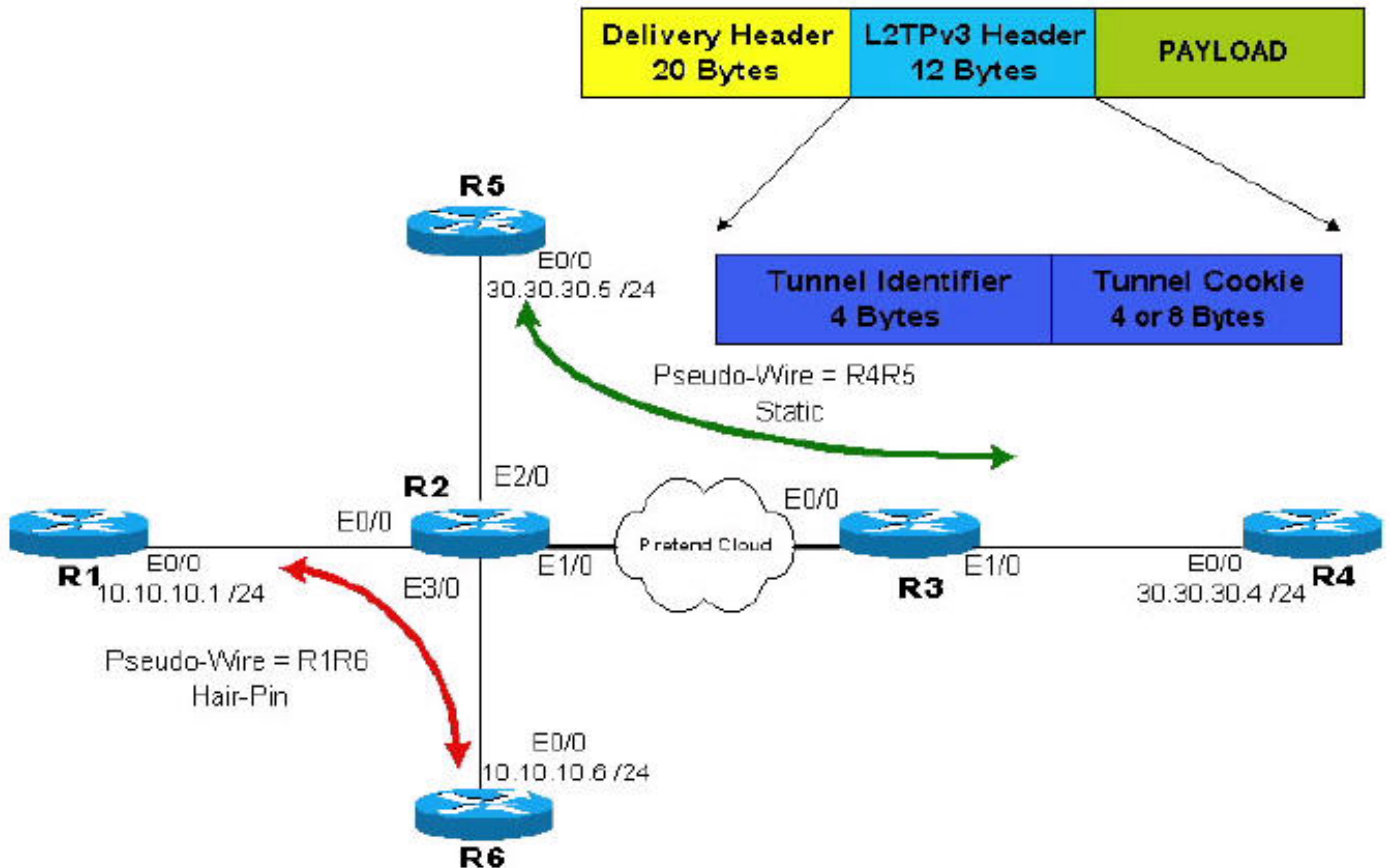 Delivery Header
20 Bytes
L2TPv3 Header
12 Bytes
PAYLOAD
Tunnel Identifier
4 Bytes
Tunnel Cookie
4 or 8 Bytes
R5
E0/0
30.30.30.5 /24
Pseudo-Wire = R4R5
Static
E2/0
R2
E0/0
E1/0
E3/0
Pretend Cloud
E0/0
R3
E1/0
E0/0
30.30.30.4 /24
R4
R1
E0/0
10.10.10.1 /24
Pseudo-Wire = R1R6
Hair-Pin
E0/0
10.10.10.6 /24
R6